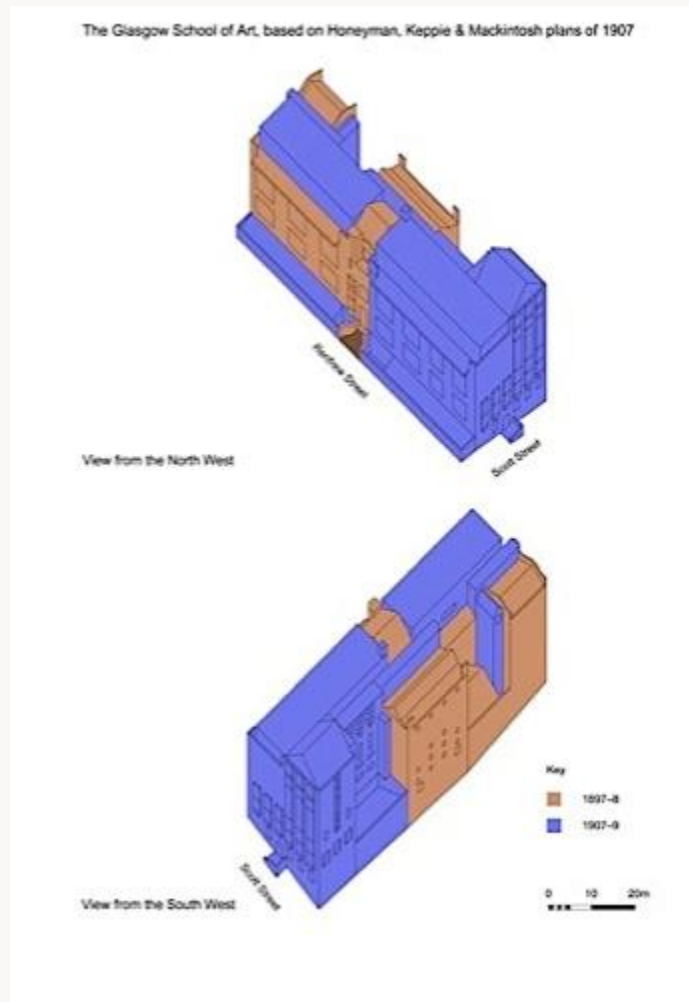 The Glasgow School of Art, based on Honeyman, Keppie & Mackintosh plans of 1907
Renfrew Street
Scott Street
View from the North West
Key
1897–8
1907–9
Scott Street
View from the South West
0 10 20m